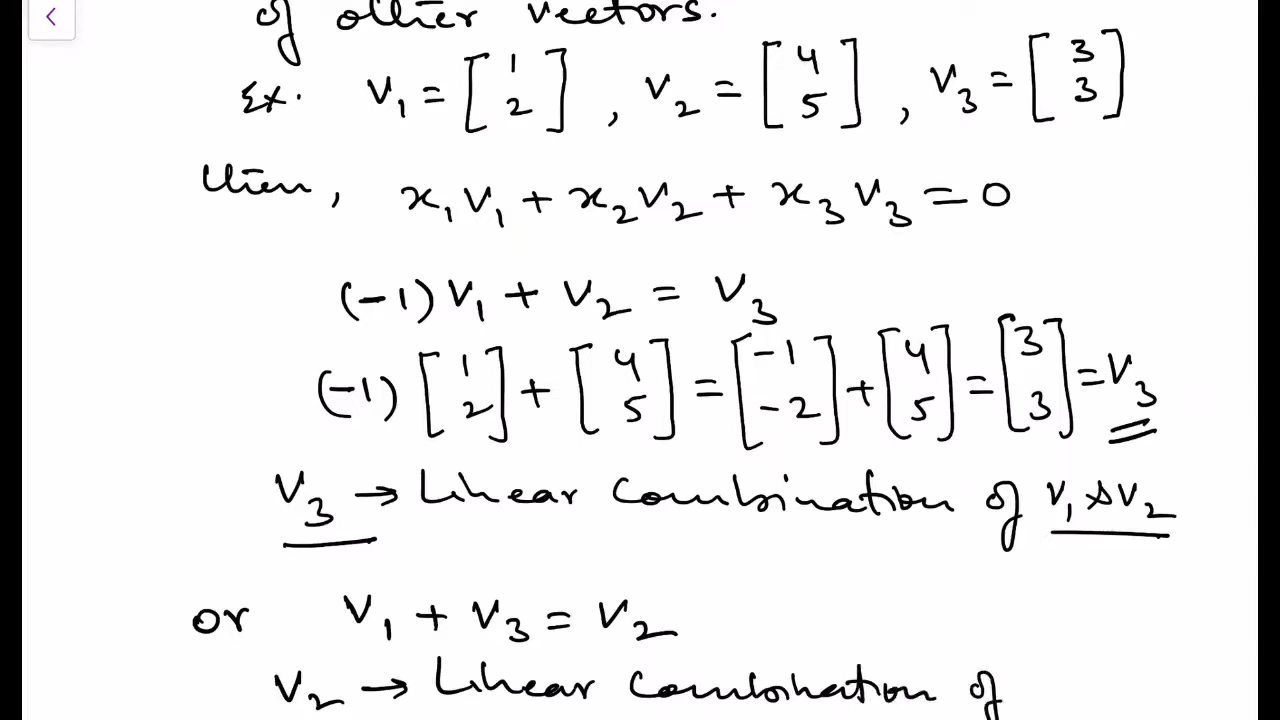 of other vectors.
Ex. V₁ = [1 2], V₂ = [4 5], V₃ = [3 3]
then, x₁V₁ + x₂V₂ + x₃V₃ = 0
(-1)V₁ + V₂ = V₃
(-1)[1 2] + [4 5] = [-1 -2] + [4 5] = [3 3] = V₃
V₃ → Linear combination of V₁ & V₂
or V₁ + V₃ = V₂
V₂ → Linear combination of